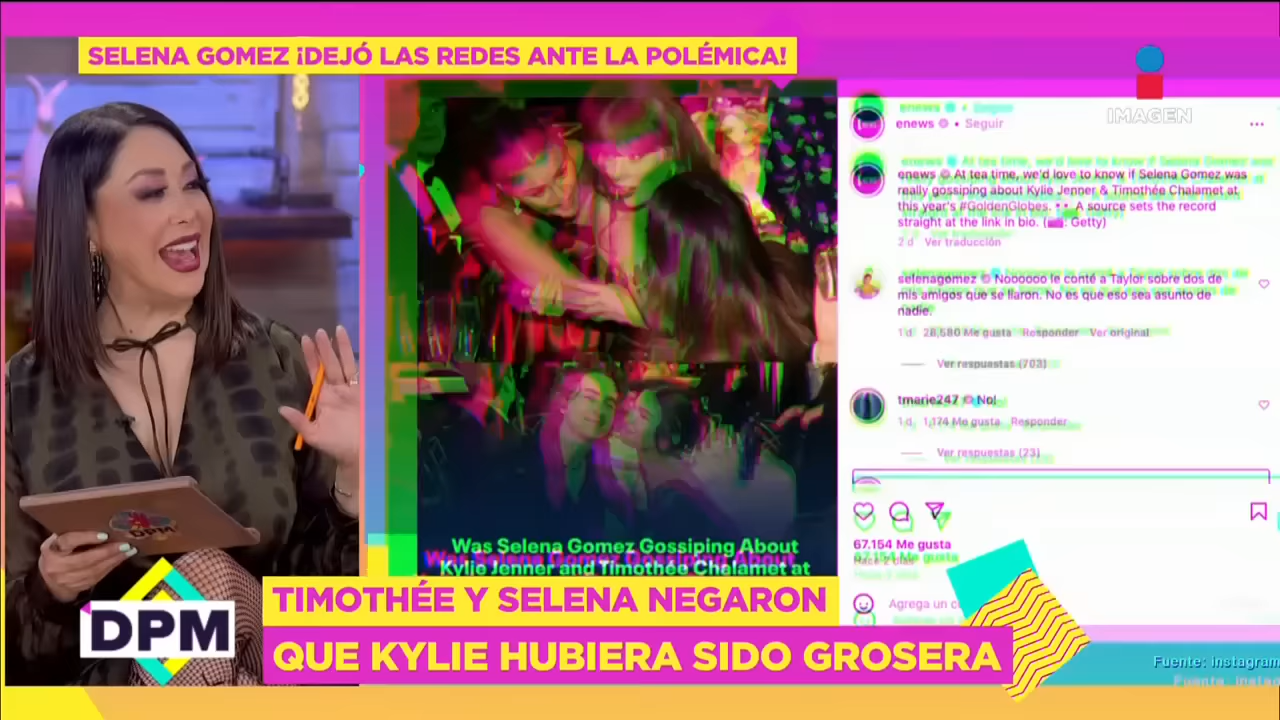 SELENA GOMEZ ¡DEJÓ LAS REDES ANTE LA POLÉMICA!
IMAGEN
enews • Seguir
enews At tea time, we'd love to know if Selena Gomez was
really gossiping about Kylie Jenner & Timothée Chalamet at
this year's #GoldenGlobes. 👀 A source sets the record
straight at the link in bio. (📷: Getty)
2 d Ver traducción
selenagomez Noooooo le conté a Taylor sobre dos de
mis amigos que se liaron. No es que eso sea asunto de
nadie.
1 d 28,580 Me gusta Responder Ver original
Ver respuestas (703)
tmarie247 No!
1 d 1,174 Me gusta Responder
Ver respuestas (23)
67.154 Me gusta
Hace 2 días
Agrega un
Was Selena Gomez Gossiping About
Kylie Jenner and Timothée Chalamet at
DPM
TIMOTHÉE Y SELENA NEGARON
QUE KYLIE HUBIERA SIDO GROSERA
DPM
Fuente: instagram